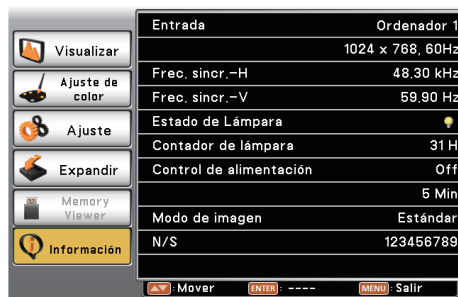 Visualizar
Ajuste de
color
Ajuste
Expandir
Memory
Viewer
Información
Entrada Ordenador 1
1024 x 768, 60Hz
Frec. sincr.-H 48.30 kHz
Frec. sincr.-V 59.90 Hz
Estado de Lámpara
Contador de lámpara 31 H
Control de alimentación Off
5 Min
Modo de imagen Estándar
N/S 123456789
▲▼ : Mover ENTER : ---- MENU : Salir